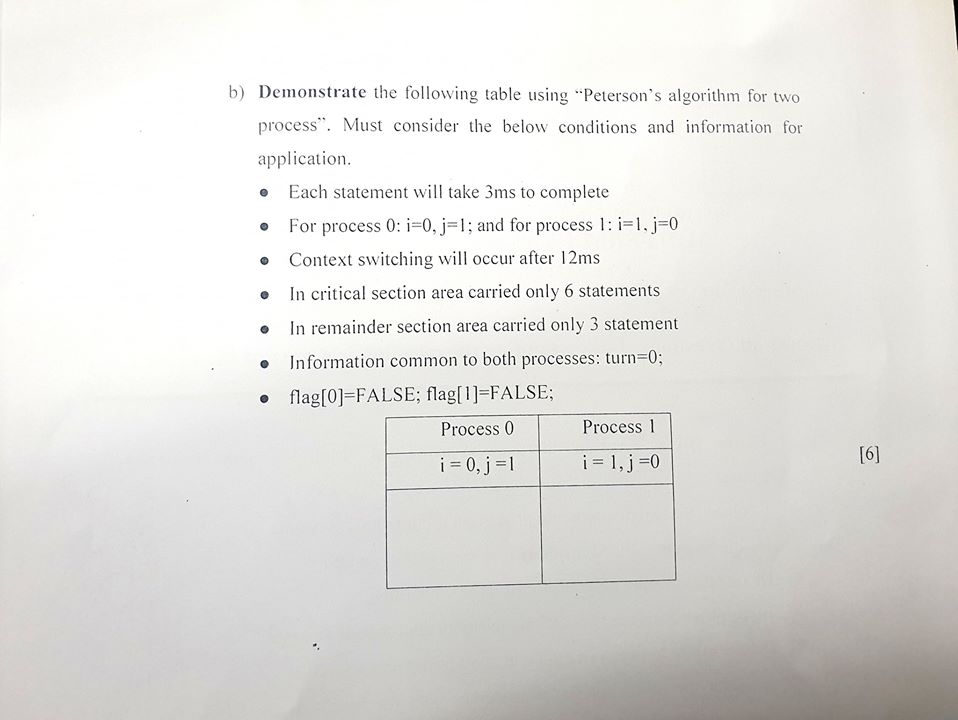 b) Demonstrate the following table using “Peterson’s algorithm for two
process”. Must consider the below conditions and information for
application.
• Each statement will take 3ms to complete
• For process 0: i=0, j=1; and for process 1: i=1, j=0
• Context switching will occur after 12ms
• In critical section area carried only 6 statements
• In remainder section area carried only 3 statement
• Information common to both processes: turn=0;
• flag[0]=FALSE; flag[1]=FALSE;
Process 0 Process 1
i = 0, j =1 i = 1, j =0
[6]